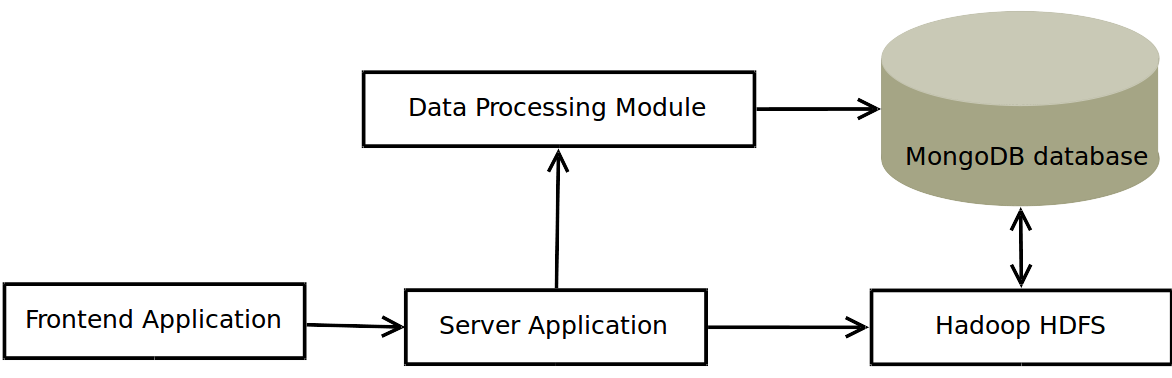 Data Processing Module
MongoDB database
Frontend Application
Server Application
Hadoop HDFS